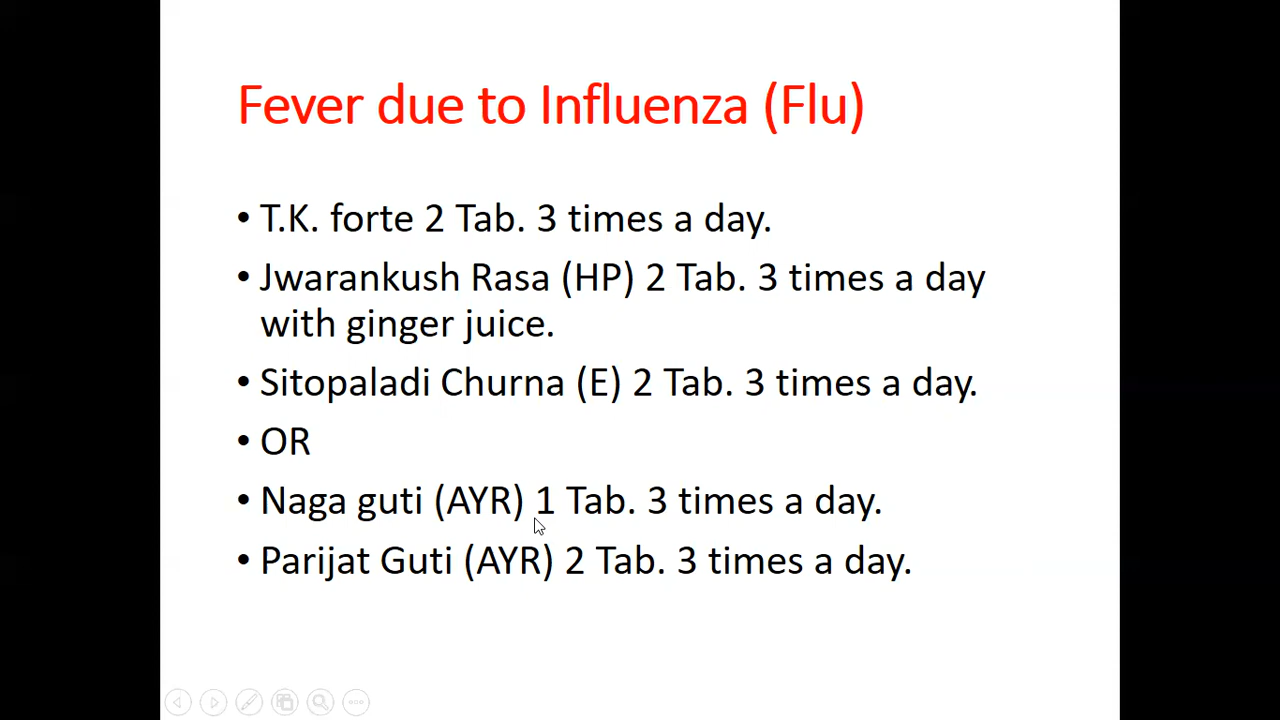 Fever due to Influenza (Flu)
• T.K. forte 2 Tab. 3 times a day.
• Jwarankush Rasa (HP) 2 Tab. 3 times a day
with ginger juice.
• Sitopaladi Churna (E) 2 Tab. 3 times a day.
• OR
• Naga guti (AYR) 1 Tab. 3 times a day.
• Parijat Guti (AYR) 2 Tab. 3 times a day.